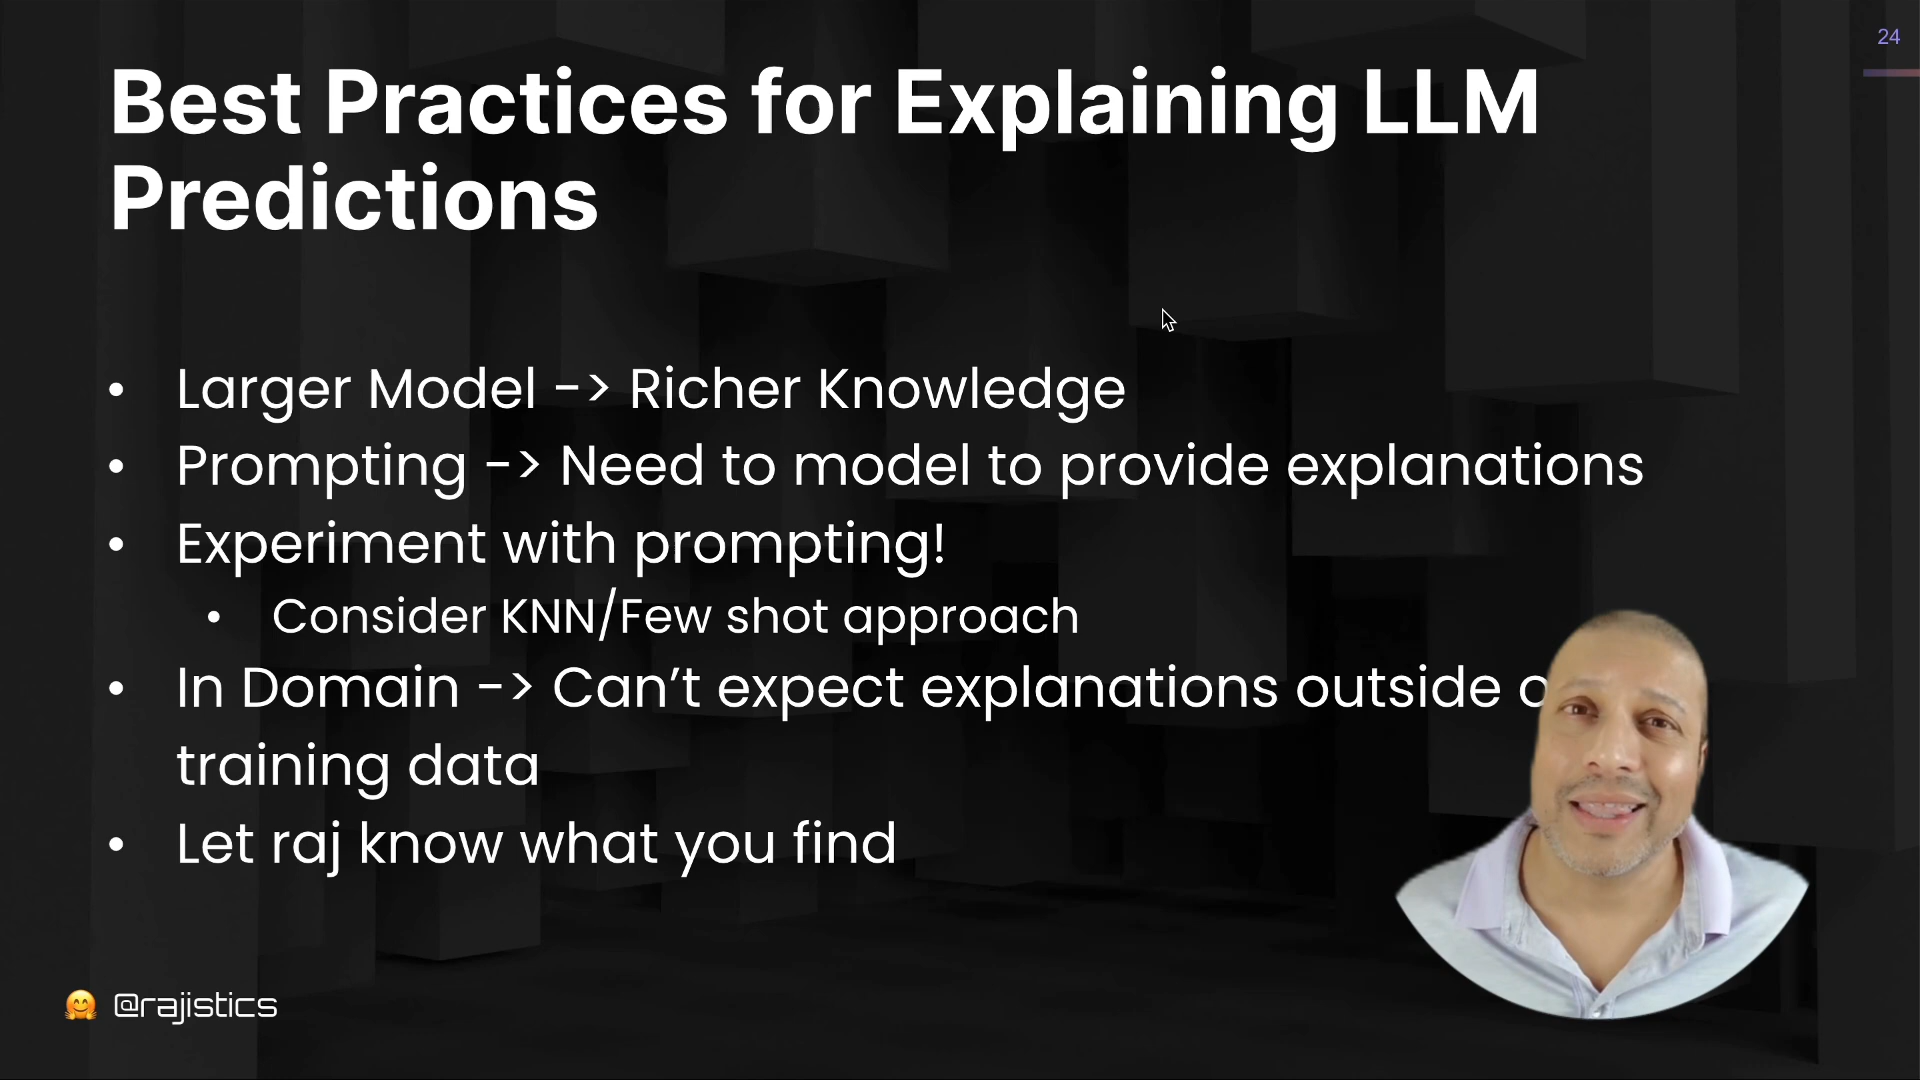 24
Best Practices for Explaining LLM
Predictions
• Larger Model -> Richer Knowledge
• Prompting -> Need to model to provide explanations
• Experiment with prompting!
• Consider KNN/Few shot approach
• In Domain -> Can’t expect explanations outside
training data
• Let raj know what you find
🤗 @rajistics